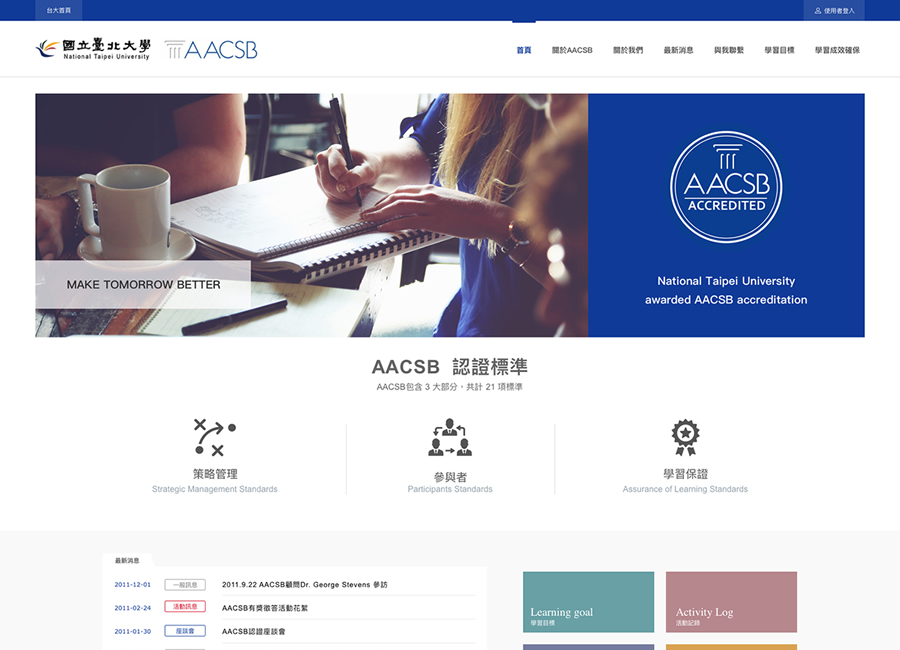 台大首頁
使用者登入
國立臺北大學
National Taipei University
AACSB
首頁
關於AACSB
關於我們
最新消息
與我聯繫
學習目標
學習成效確保
MAKE TOMORROW BETTER
AACSB
ACCREDITED
National Taipei University
awarded AACSB accreditation
AACSB 認證標準
AACSB包含 3 大部分，共計 21 項標準
策略管理
Strategic Management Standards
參與者
Participants Standards
學習保證
Assurance of Learning Standards
最新消息
2011-12-01 一般訊息 2011.9.22 AACSB顧問Dr. George Stevens 參訪
2011-02-24 活動訊息 AACSB有獎徵答活動花絮
2011-01-30 座談會 AACSB認證座談會
Learning goal
學習目標
Activity Log
活動記錄